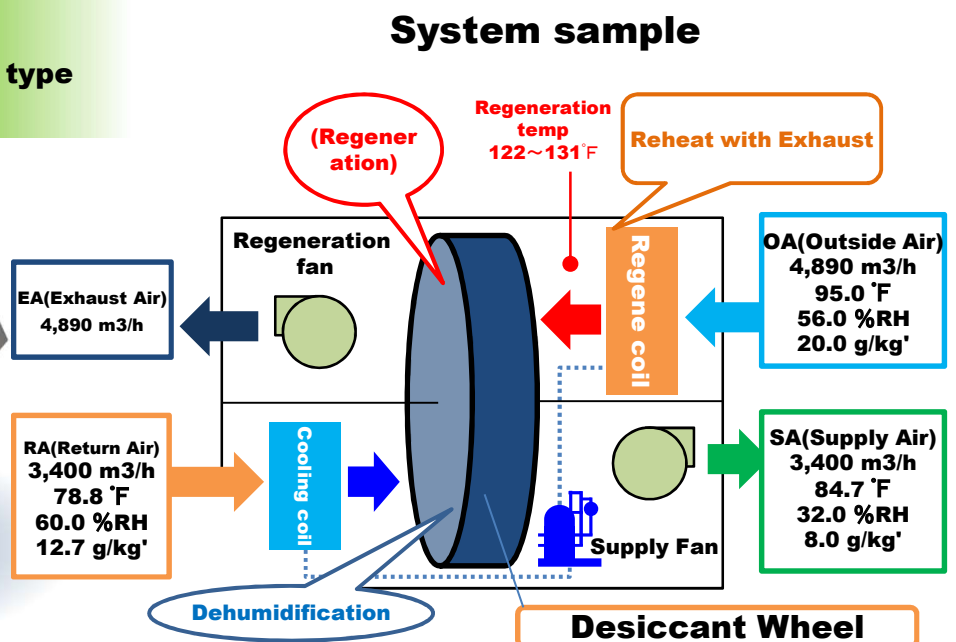 System sample
type
(Regener
ation)
Regeneration
temp
122～131°F
Reheat with Exhaust
Regeneration
fan
Regene coil
OA(Outside Air)
4,890 m3/h
95.0 ℉
56.0 %RH
20.0 g/kg'
EA(Exhaust Air)
4,890 m3/h
RA(Return Air)
3,400 m3/h
78.8 ℉
60.0 %RH
12.7 g/kg'
Cooling coil
Supply Fan
SA(Supply Air)
3,400 m3/h
84.7 ℉
32.0 %RH
8.0 g/kg'
Dehumidification
Desiccant Wheel